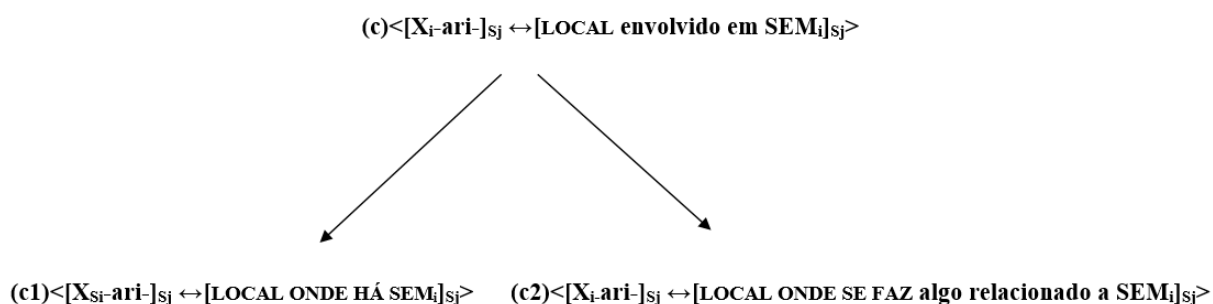 (c)<[Xi-ari-]Sj ↔[LOCAL envolvido em SEMi]Sj>
(c1)<[XSi-ari-]Sj ↔[LOCAL ONDE HÁ SEMi]Sj> (c2)<[Xi-ari-]Sj ↔[LOCAL ONDE SE FAZ algo relacionado a SEMi]Sj>